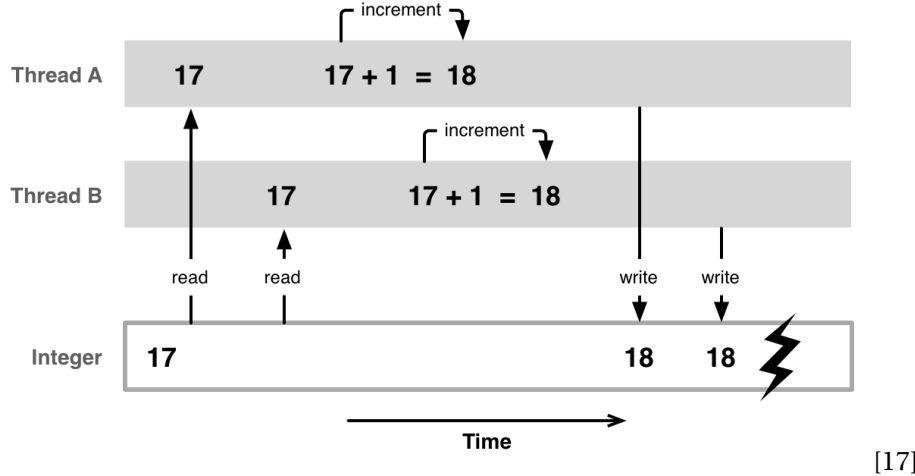 increment
Thread A 17 17 + 1 = 18
increment
Thread B 17 17 + 1 = 18
read read write write
Integer 17 18 18
Time
[17]